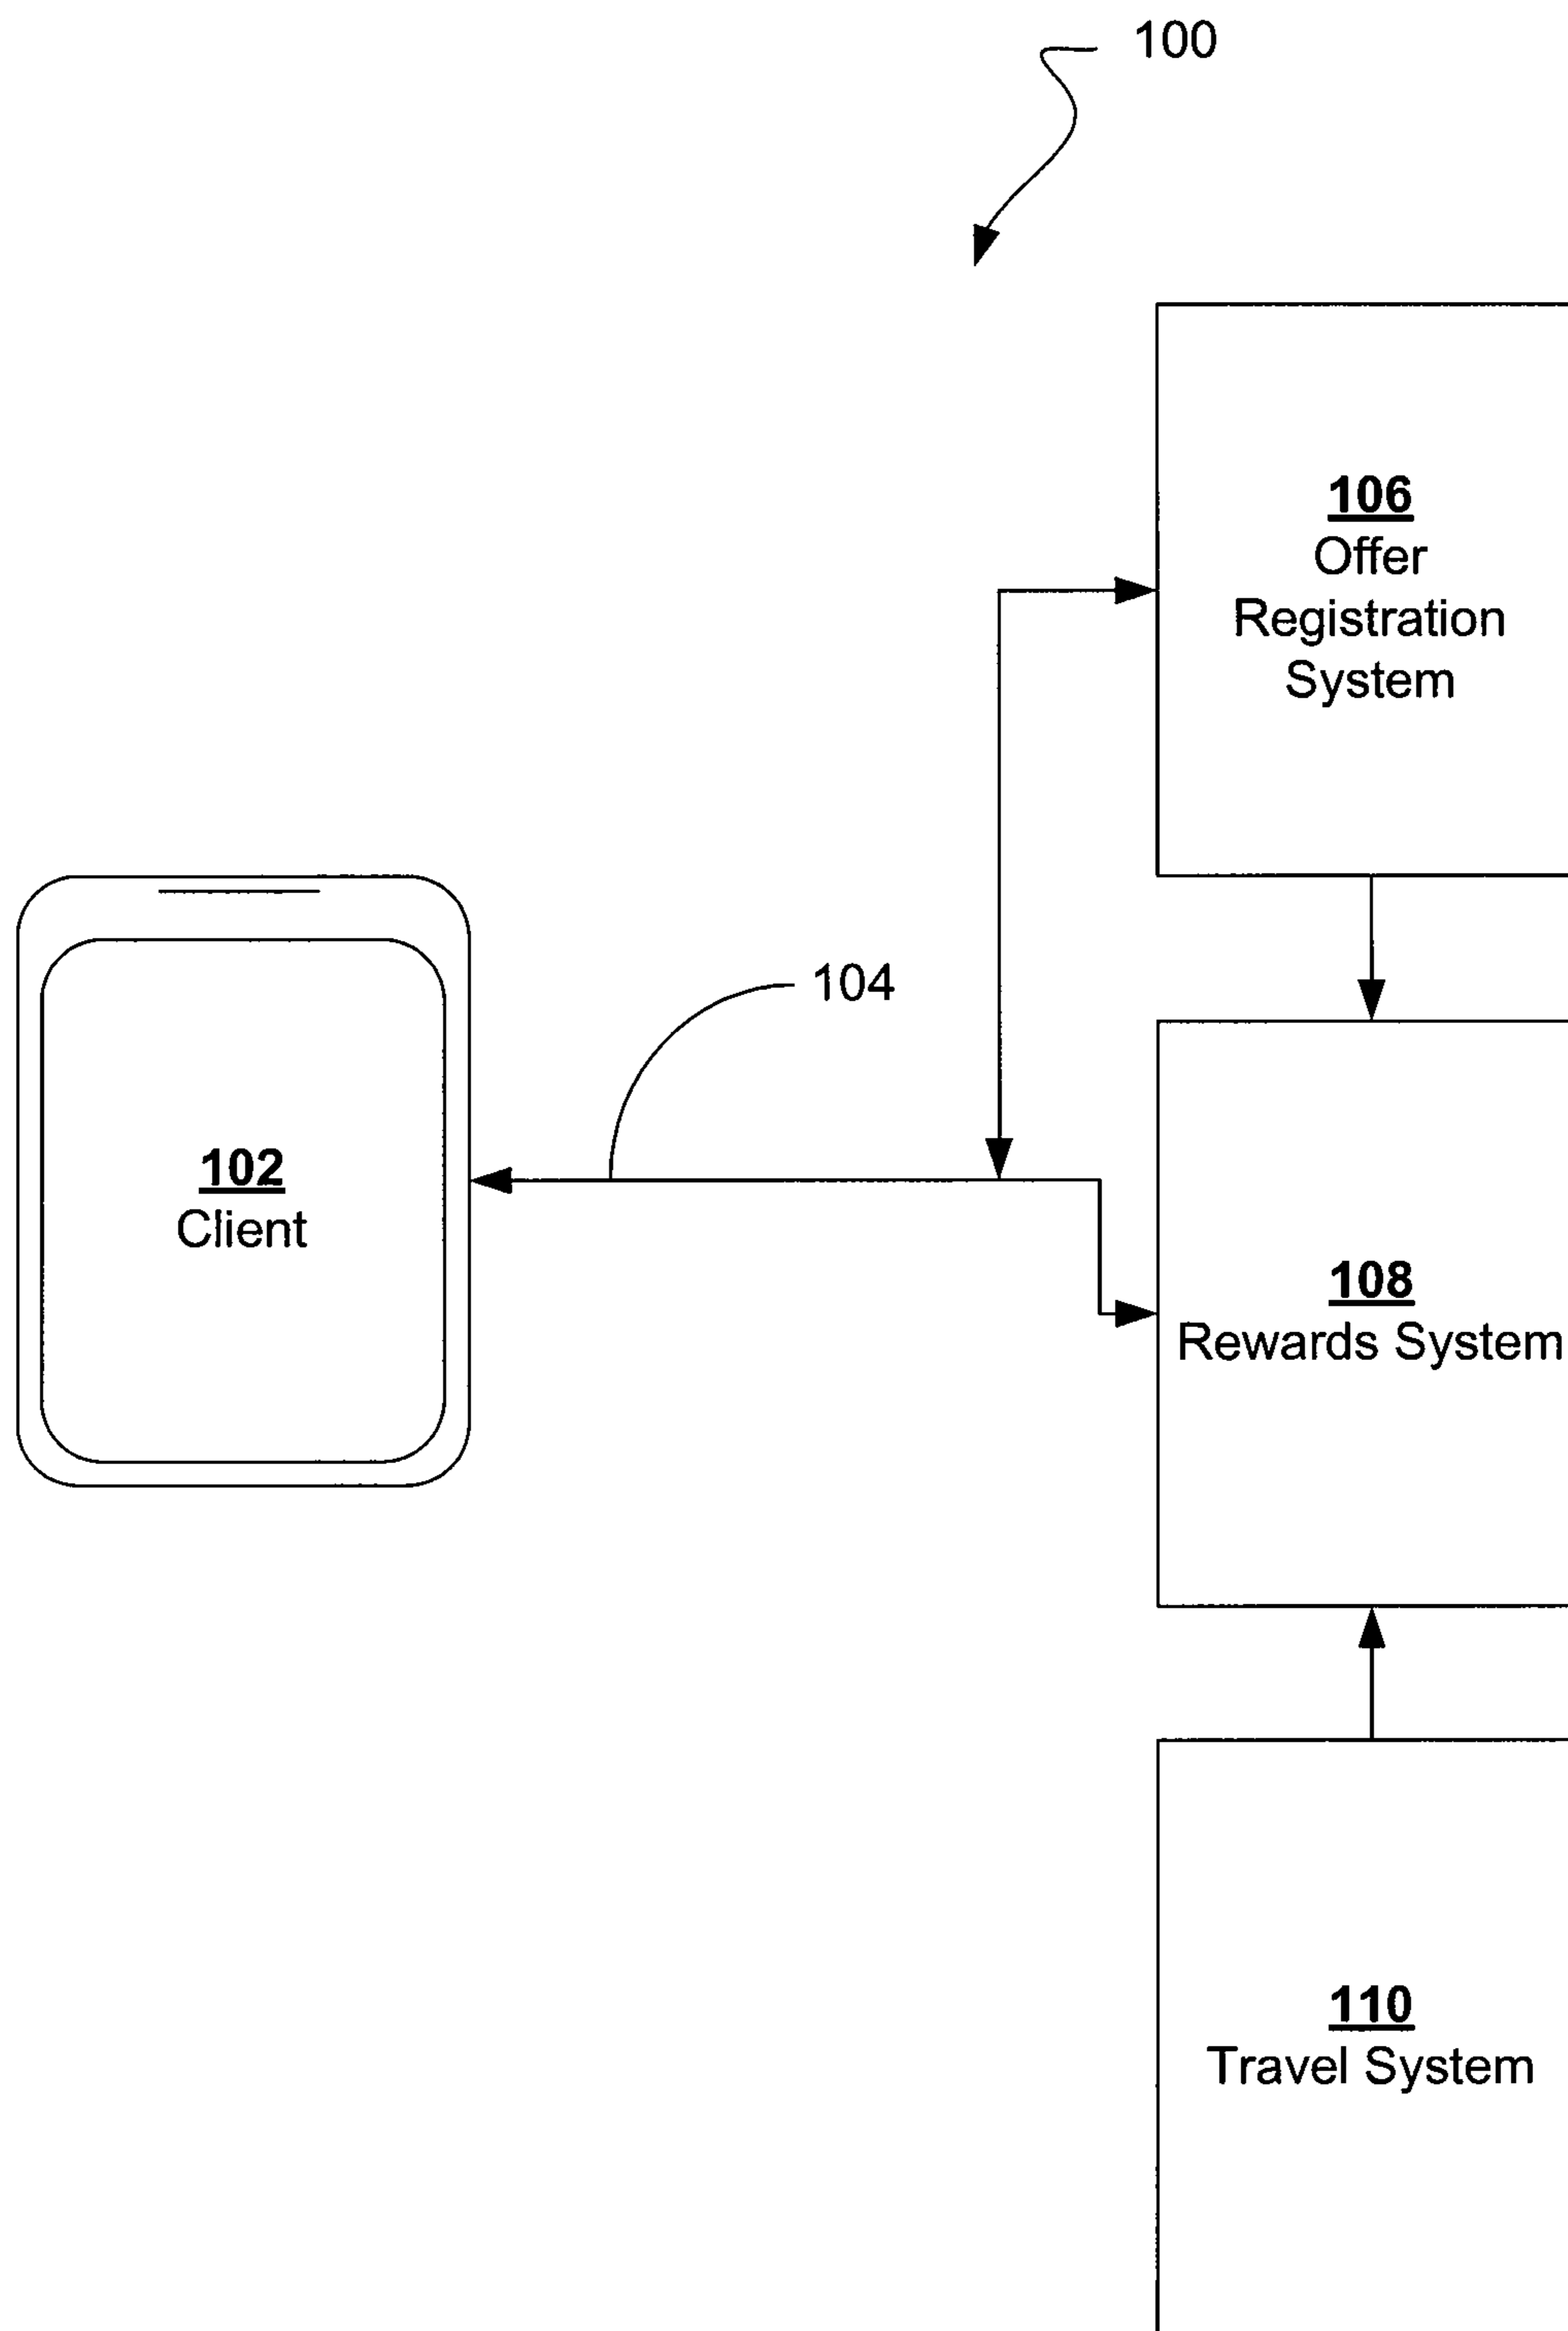 100
106
Offer
Registration
System
104
102
Client
108
Rewards System
110
Travel System